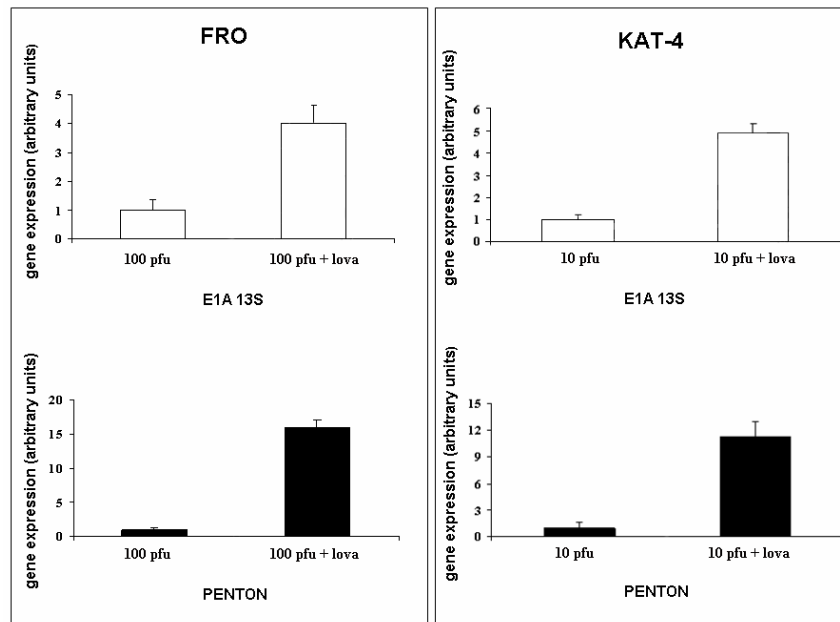 FRO
gene expression (arbitrary units)
5
4
3
2
1
0
100 pfu
100 pfu + lova
E1A 13S
gene expression (arbitrary units)
20
15
10
5
0
100 pfu
100 pfu + lova
PENTON
KAT-4
gene expression (arbitrary units)
6
5
4
3
2
1
0
10 pfu
10 pfu + lova
E1A 13S
gene expression (arbitrary units)
15
12
9
6
3
0
10 pfu
10 pfu + lova
PENTON